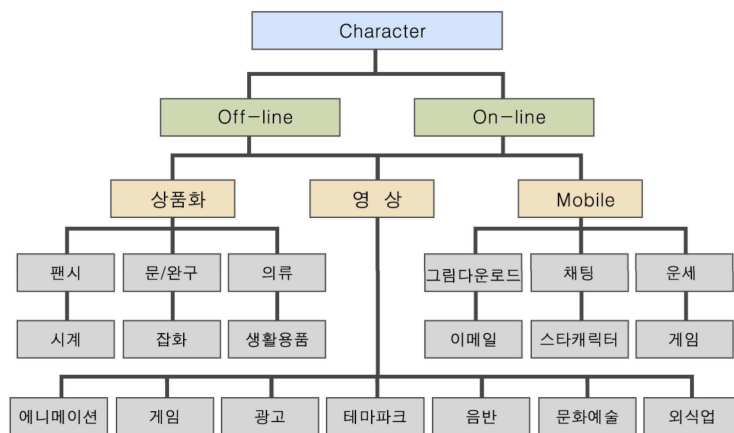 Character
Off-line On-line
상품화 영 상 Mobile
팬시 문/완구 의류 그림다운로드 채팅 운세
시계 잡화 생활용품 이메일 스타캐릭터 게임
에니메이션 게임 광고 테마파크 음반 문화예술 외식업